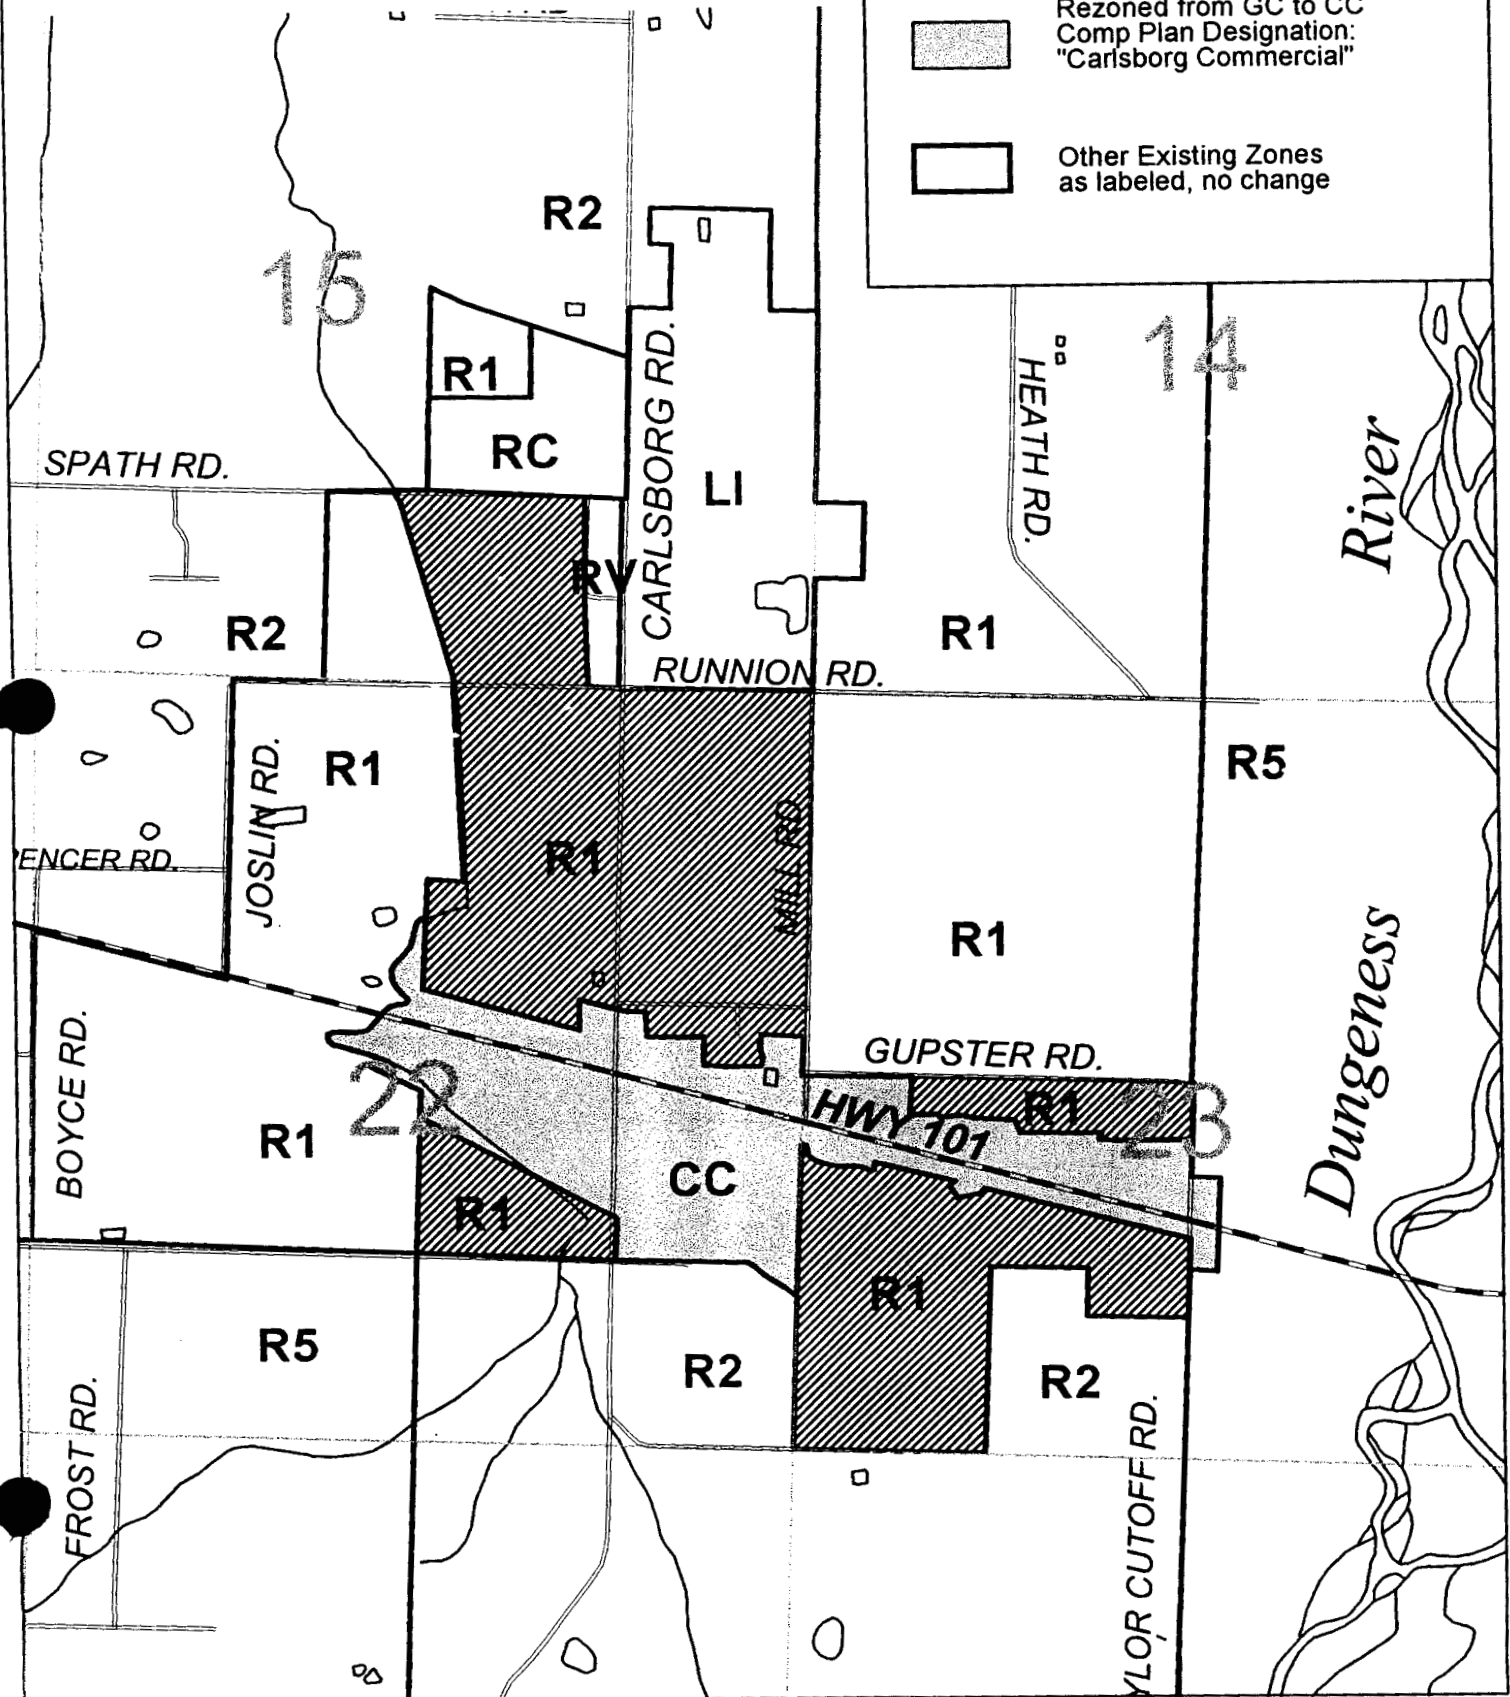 Rezoned from GC to CC
Comp Plan Designation:
"Carlsborg Commercial"
Other Existing Zones
as labeled, no change
R2
15
14
R1
CARLSBORG RD.
HEATH RD.
RC
SPATH RD.
LI
River
RV
R2
R1
RUNNION RD.
R1
JOSLIN RD.
R5
R1
MILL RD.
ENCER RD.
R1
Dungeness
BOYCE RD.
GUPSTER RD.
22
HWY 101
R1
23
R1
CC
R1
R1
R5
R2
R2
FROST RD.
YLOR CUTOFF RD.